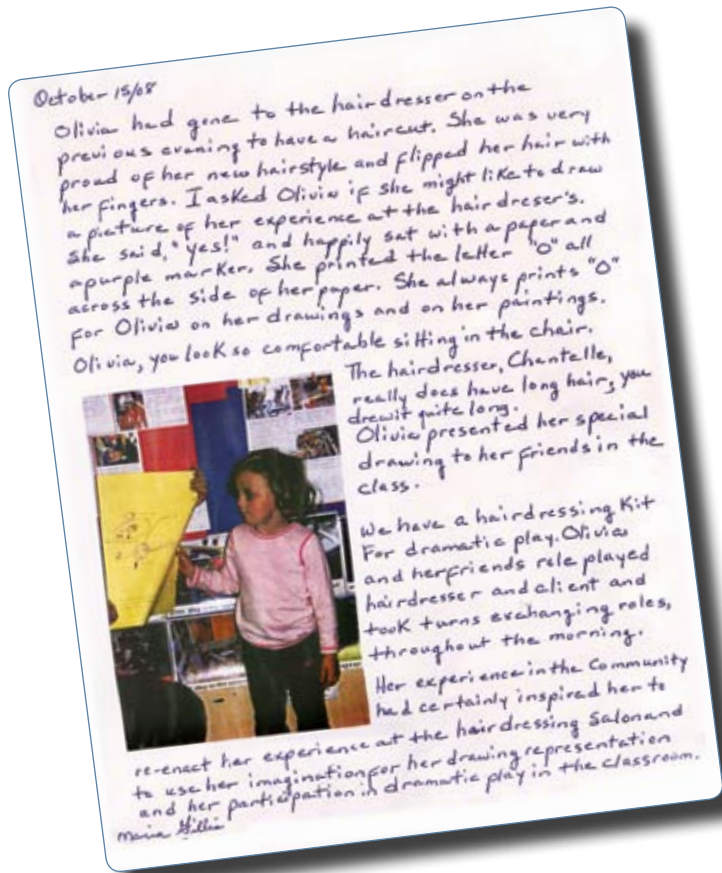 October 15/08
Olivia had gone to the hairdresser on the
previous evening to have a haircut. She was very
proud of her new hairstyle and flipped her hair with
her fingers. I asked Olivia if she might like to draw
a picture of her experience at the hairdreser's.
She said, "yes!" and happily sat with a paper and
a purple marker. She printed the letter "O" all
across the side of her paper. She always prints "O"
for Olivia on her drawings and on her paintings.
Olivia, you look so comfortable sitting in the chair.
The hairdresser, Chantelle,
really does have long hair, you
drew it quite long.
Olivia presented her special
drawing to her friends in the
class.
We have a hairdressing Kit
For dramatic play. Olivia
and her friends role played
hairdresser and client and
took turns exchanging roles,
throughout the morning.
Her experience in the Community
had certainly inspired her to
re-enact her experience at the hairdressing Salon and
to use her imagination for her drawing representation
and her participation in dramatic play in the classroom.
Maria Gillis